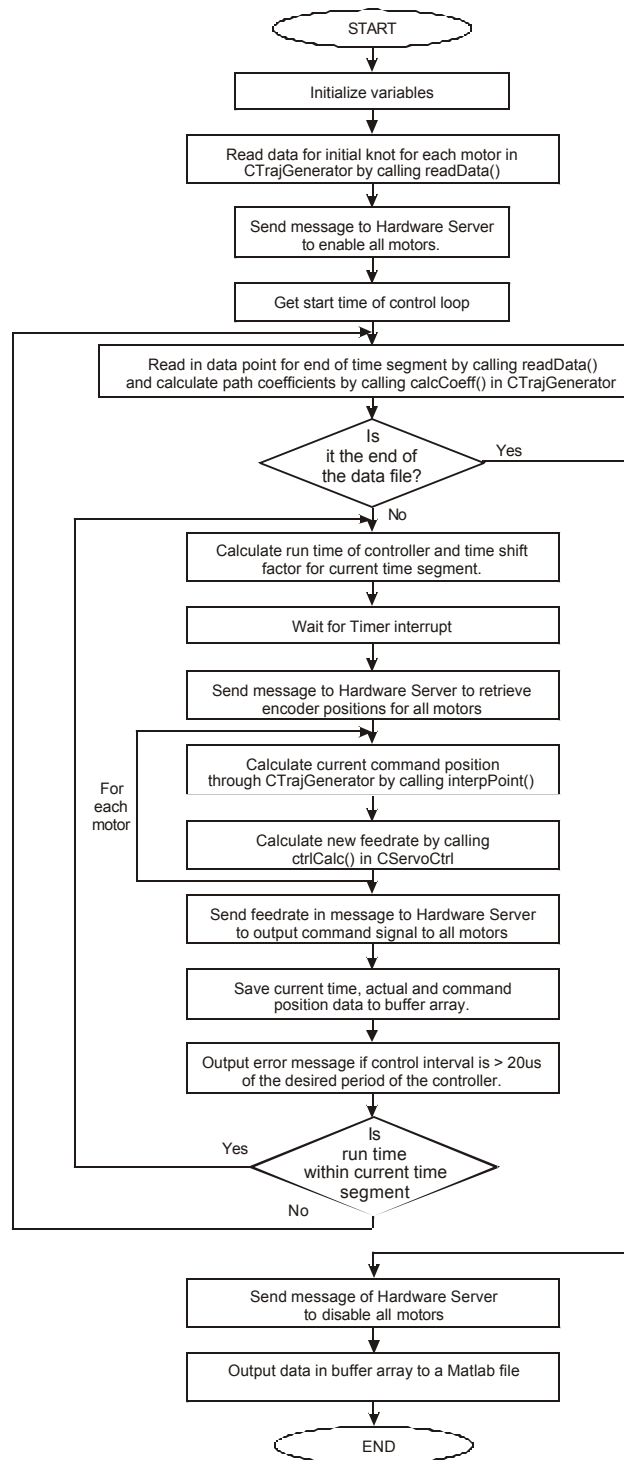 START
Initialize variables
Read data for initial knot for each motor in
CTrajGenerator by calling readData()
Send message to Hardware Server
to enable all motors.
Get start time of control loop
Read in data point for end of time segment by calling readData()
and calculate path coefficients by calling calcCoeff() in CTrajGenerator
Is
it the end of
the data file?
Yes
No
Calculate run time of controller and time shift
factor for current time segment.
Wait for Timer interrupt
Send message to Hardware Server to retrieve
encoder positions for all motors
For
each
motor
Calculate current command position
through CTrajGenerator by calling interpPoint()
Calculate new feedrate by calling
ctrlCalc() in CServoCtrl
Send feedrate in message to Hardware Server
to output command signal to all motors
Save current time, actual and command
position data to buffer array.
Output error message if control interval is > 20us
of the desired period of the controller.
Yes
Is
run time
within current time
segment
No
Send message of Hardware Server
to disable all motors
Output data in buffer array to a Matlab file
END